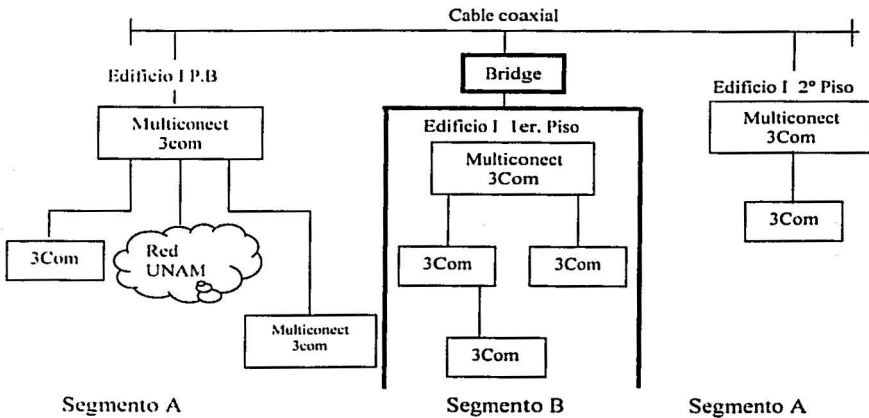 Cable coaxial
Edificio I P.B
Multiconect
3com
3Com
Red
UNAM
Multiconect
3com
Bridge
Edificio I 1er. Piso
Multiconect
3Com
3Com
3Com
3Com
Edificio I 2º Piso
Multiconect
3Com
3Com
Segmento A
Segmento B
Segmento A